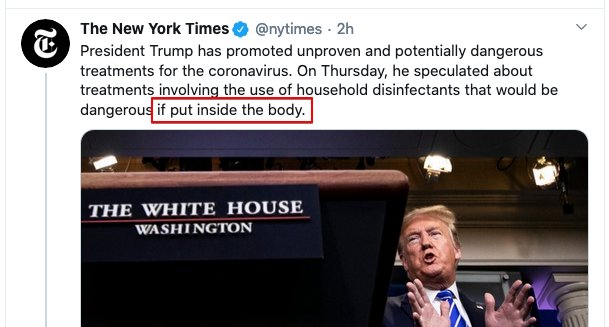 The New York Times @nytimes · 2h
President Trump has promoted unproven and potentially dangerous
treatments for the coronavirus. On Thursday, he speculated about
treatments involving the use of household disinfectants that would be
dangerous if put inside the body.
THE WHITE HOUSE
WASHINGTON